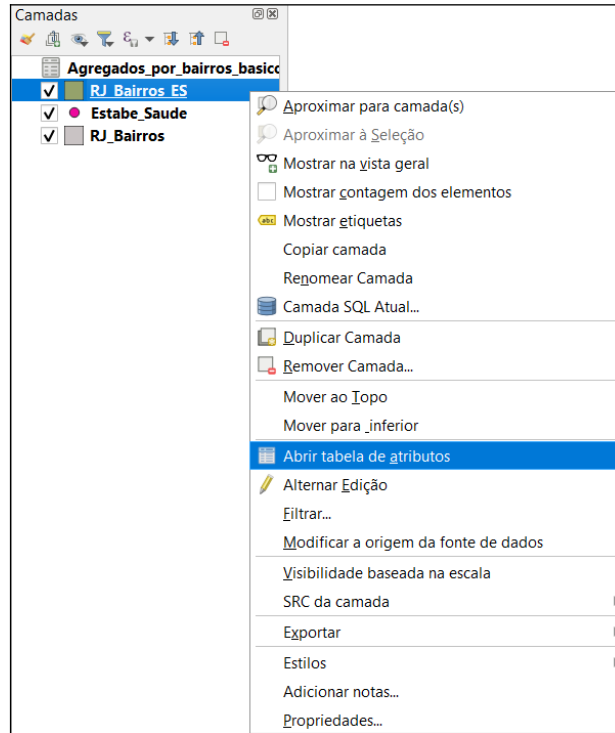 Camadas
Agregados_por_bairros_basico
RJ_Bairros_ES
Estabe_Saude
RJ_Bairros
Aproximar para camada(s)
Aproximar à Seleção
Mostrar na vista geral
Mostrar contagem dos elementos
abc Mostrar etiquetas
Copiar camada
Renomear Camada
Camada SQL Atual...
Duplicar Camada
Remover Camada...
Mover ao Topo
Mover para _inferior
Abrir tabela de atributos
Alternar Edição
Filtrar...
Modificar a origem da fonte de dados
Visibilidade baseada na escala
SRC da camada
Exportar
Estilos
Adicionar notas...
Propriedades...